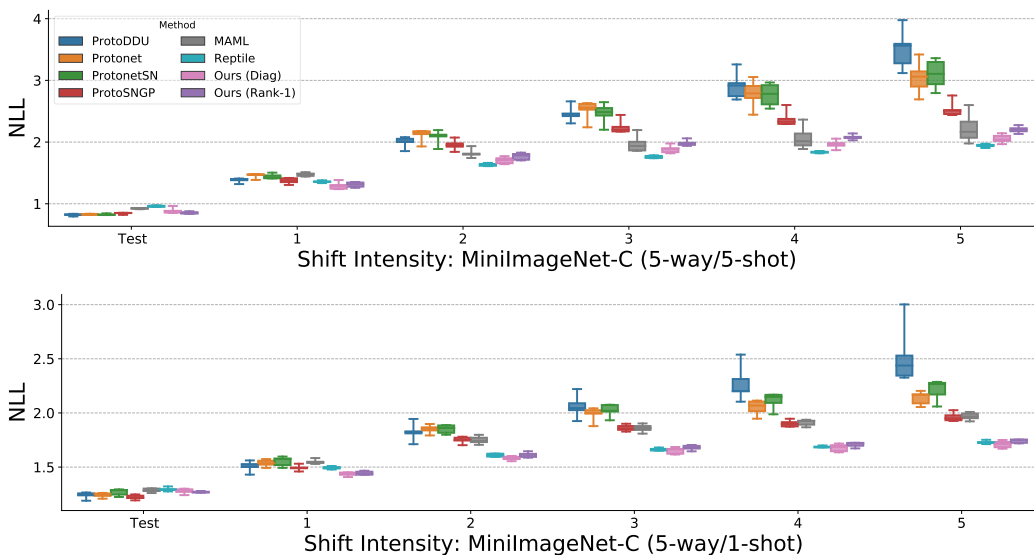 4
3
2
1
NLL
Method
ProtoDDU
Protonet
ProtonetSN
ProtoSNGP
MAML
Reptile
Ours (Diag)
Ours (Rank-1)
Test 1 2 3 4 5
Shift Intensity: MiniImageNet-C (5-way/5-shot)
3.0
2.5
2.0
1.5
NLL
Test 1 2 3 4 5
Shift Intensity: MiniImageNet-C (5-way/1-shot)